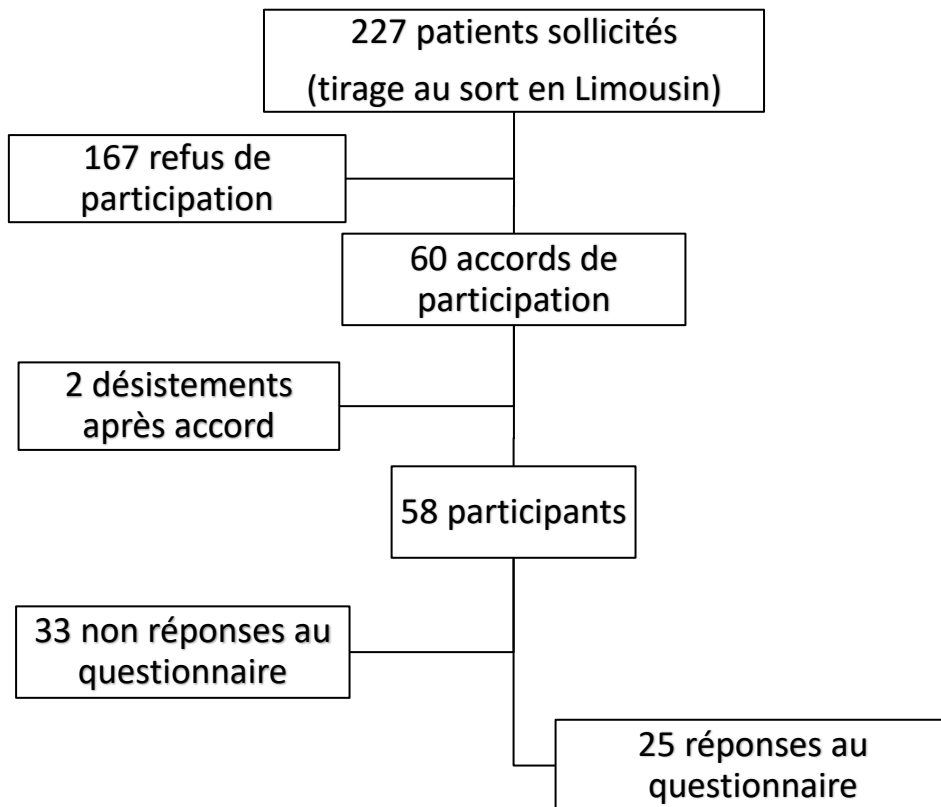 227 patients sollicités
(tirage au sort en Limousin)
167 refus de
participation
60 accords de
participation
2 désistements
après accord
58 participants
33 non réponses au
questionnaire
25 réponses au
questionnaire